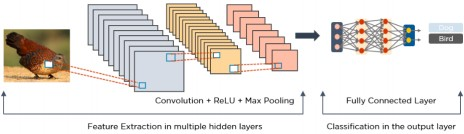 Dog
Bird
Convolution + ReLU + Max Pooling
Fully Connected Layer
Feature Extraction in multiple hidden layers
Classification in the output layer